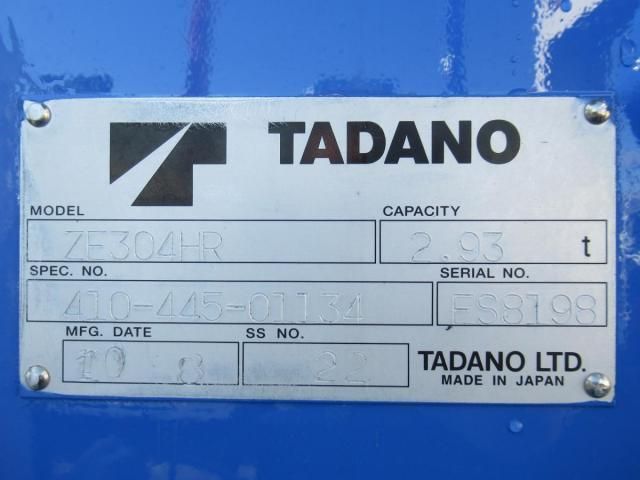 TADANO
MODEL CAPACITY
ZE304HR 2.93 t
SPEC. NO. SERIAL NO.
410-445-01134 ES8198
MFG. DATE SS NO.
10 8 22 TADANO LTD.
MADE IN JAPAN